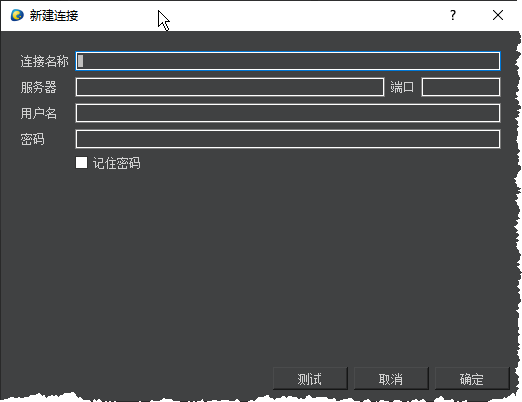 新建连接 ?
连接名称
服务器 端口
用户名
密码
记住密码
测试 取消 确定